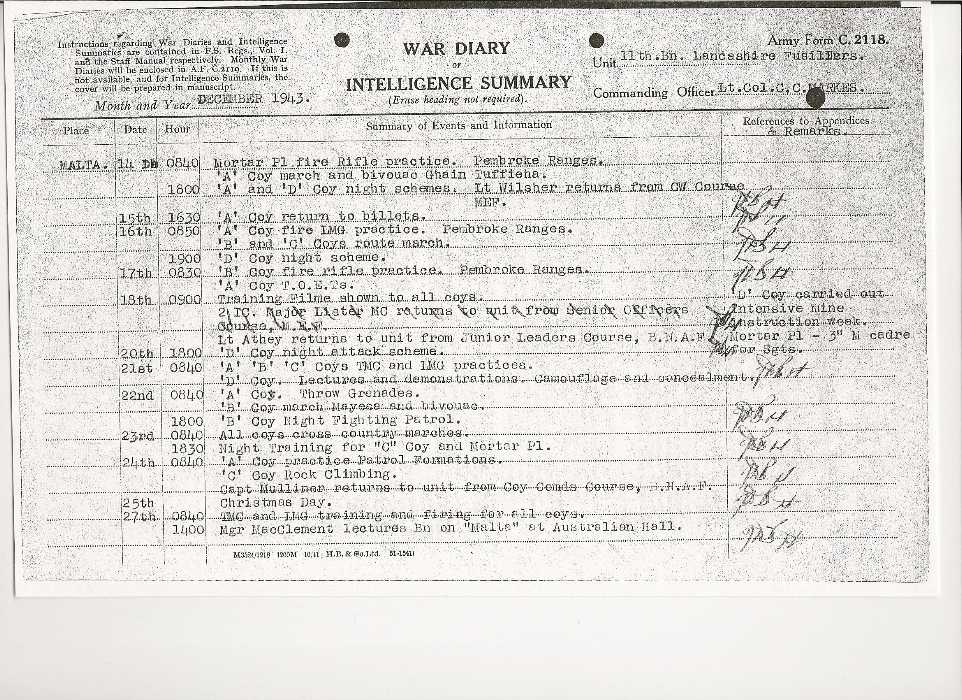 Instructions regarding War Diaries and Intelligence
Summaries are contained in F.S. Regs., Vol. I.
and the Staff Manual respectively. Monthly War
Diaries will be enclosed in A.F. C.2119. If this is
not available, and for Intelligence Summaries, the
cover will be prepared in manuscript.
Month and Year DECEMBER 1943.
WAR DIARY
OF
INTELLIGENCE SUMMARY
(Erase heading not required).
Army Form C. 2118.
Unit 11th.Bn. Lancashire Fusiliers.
Commanding Officer Lt.Col.C.C.
Place Date Hour Summary of Events and Information References to Appendices
& Remarks.
MALTA. 14 0840 Mortar Pl fire Rifle practice. Pembroke Ranges.
'A' Coy march and bivouac Ghain Tuffieha.
1800 'A' and 'D' Coy night schemes. Lt Wilsher returns from CW Course
MEF.
15th 1630 'A' Coy return to billets.
16th 0850 'A' Coy fire LMG practice. Pembroke Ranges.
'B' and 'C' Coys route march.
1900 'D' Coy night scheme.
17th 0830 'B' Coy fire rifle practice. Pembroke Ranges.
'A' Coy T.O.E.Ts.
18th 0900 Training Films shown to all coys. 'D' Coy carried out
2 IC. Major Lister MC returns to unit from Senior Officers Intensive Mine
Course, M.E.F. Instruction Week.
Lt Athey returns to unit from Junior Leaders Course, B.N.A.F. Mortar Pl - 3" M cadre
20th 1800 'D' Coy night attack scheme. for Sgts.
21st 0840 'A' 'B' 'C' Coys TMC and LMG practices.
'D' Coy. Lectures and demonstrations. Camouflage and concealment.
22nd 0840 'A' Coy. Throw Grenades.
'B' Coy march Mayesa and bivouac.
1800 'B' Coy Night Fighting Patrol.
23rd 0840 All coys cross country marches.
1830 Night Training for "C" Coy and Mortar Pl.
24th 0840 'A' Coy practice Patrol Formations.
'C' Coy Rock Climbing.
Capt Mulliner returns to unit from Coy Comds Course, B.N.A.F.
25th Christmas Day.
27th 0840 TMC and LMG training and firing for all coys.
1400 Mgr MacClement lectures Bn on "Malta" at Australian Hall.
1200M 10/41 H.B. & Co.Ltd.